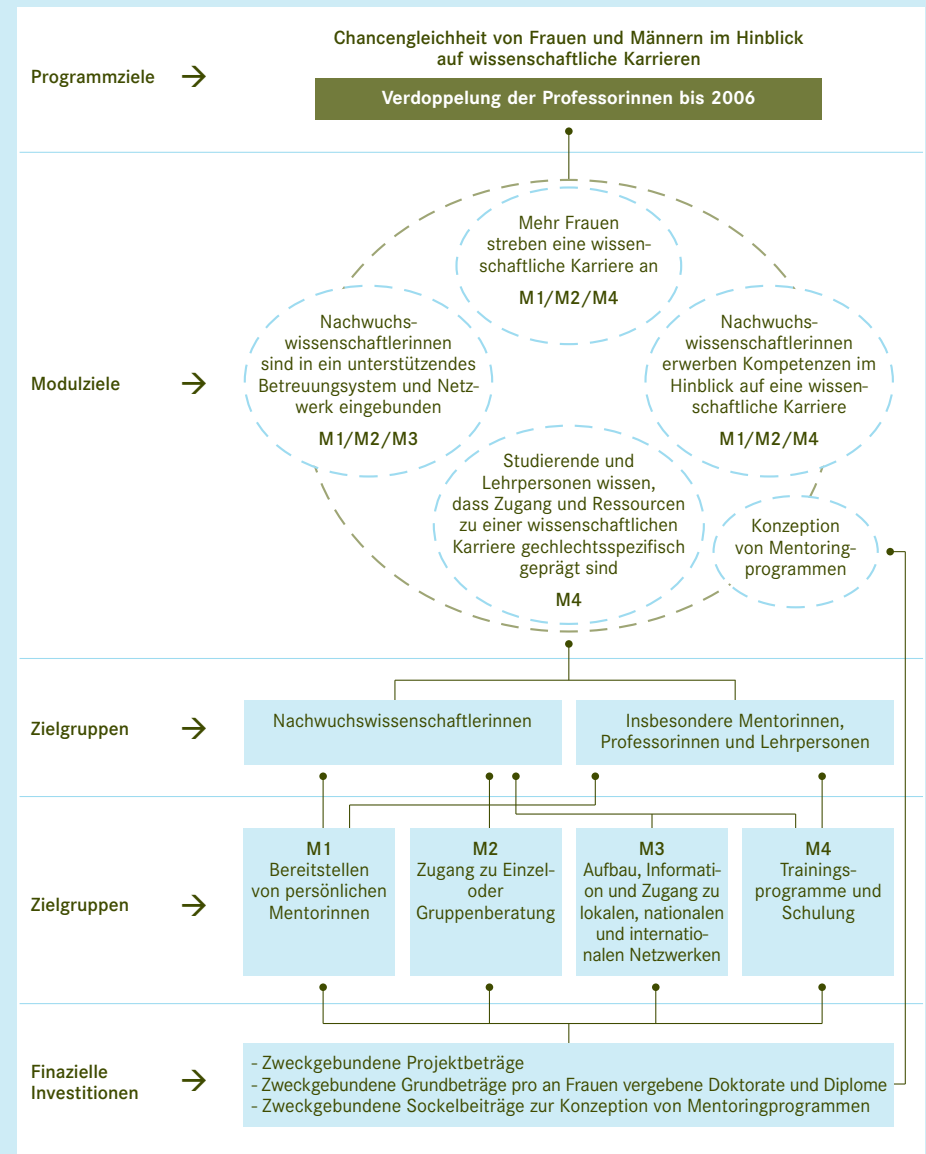 Chancengleichheit von Frauen und Männern im Hinblick
auf wissenschaftliche Karrieren
Programmziele
Verdoppelung der Professorinnen bis 2006
Mehr Frauen
streben eine wissen-
schaftliche Karriere an
M1/M2/M4
Nachwuchs-
wissenschaftlerinnen
sind in ein unterstützendes
Betreuungsystem und Netz-
werk eingebunden
M1/M2/M3
Nachwuchs-
wissenschaftlerinnen
erwerben Kompetenzen im
Hinblick auf eine wissen-
schaftliche Karriere
M1/M2/M4
Modulziele
Studierende und
Lehrpersonen wissen,
dass Zugang und Ressourcen
zu einer wissenschaftlichen
Karriere gechlechtsspezifisch
geprägt sind
M4
Konzeption
von Mentoring-
programmen
Zielgruppen
Nachwuchswissenschaftlerinnen
Insbesondere Mentorinnen,
Professorinnen und Lehrpersonen
Zielgruppen
M1
Bereitstellen
von persönlichen
Mentorinnen
M2
Zugang zu Einzel-
oder
Gruppenberatung
M3
Aufbau, Informati-
on und Zugang zu
lokalen, nationalen
und internatio-
nalen Netzwerken
M4
Trainings-
programme und
Schulung
Finazielle
Investitionen
- Zweckgebundene Projektbeträge
- Zweckgebundene Grundbeträge pro an Frauen vergebene Doktorate und Diplome
- Zweckgebundene Sockelbeiträge zur Konzeption von Mentoringprogrammen